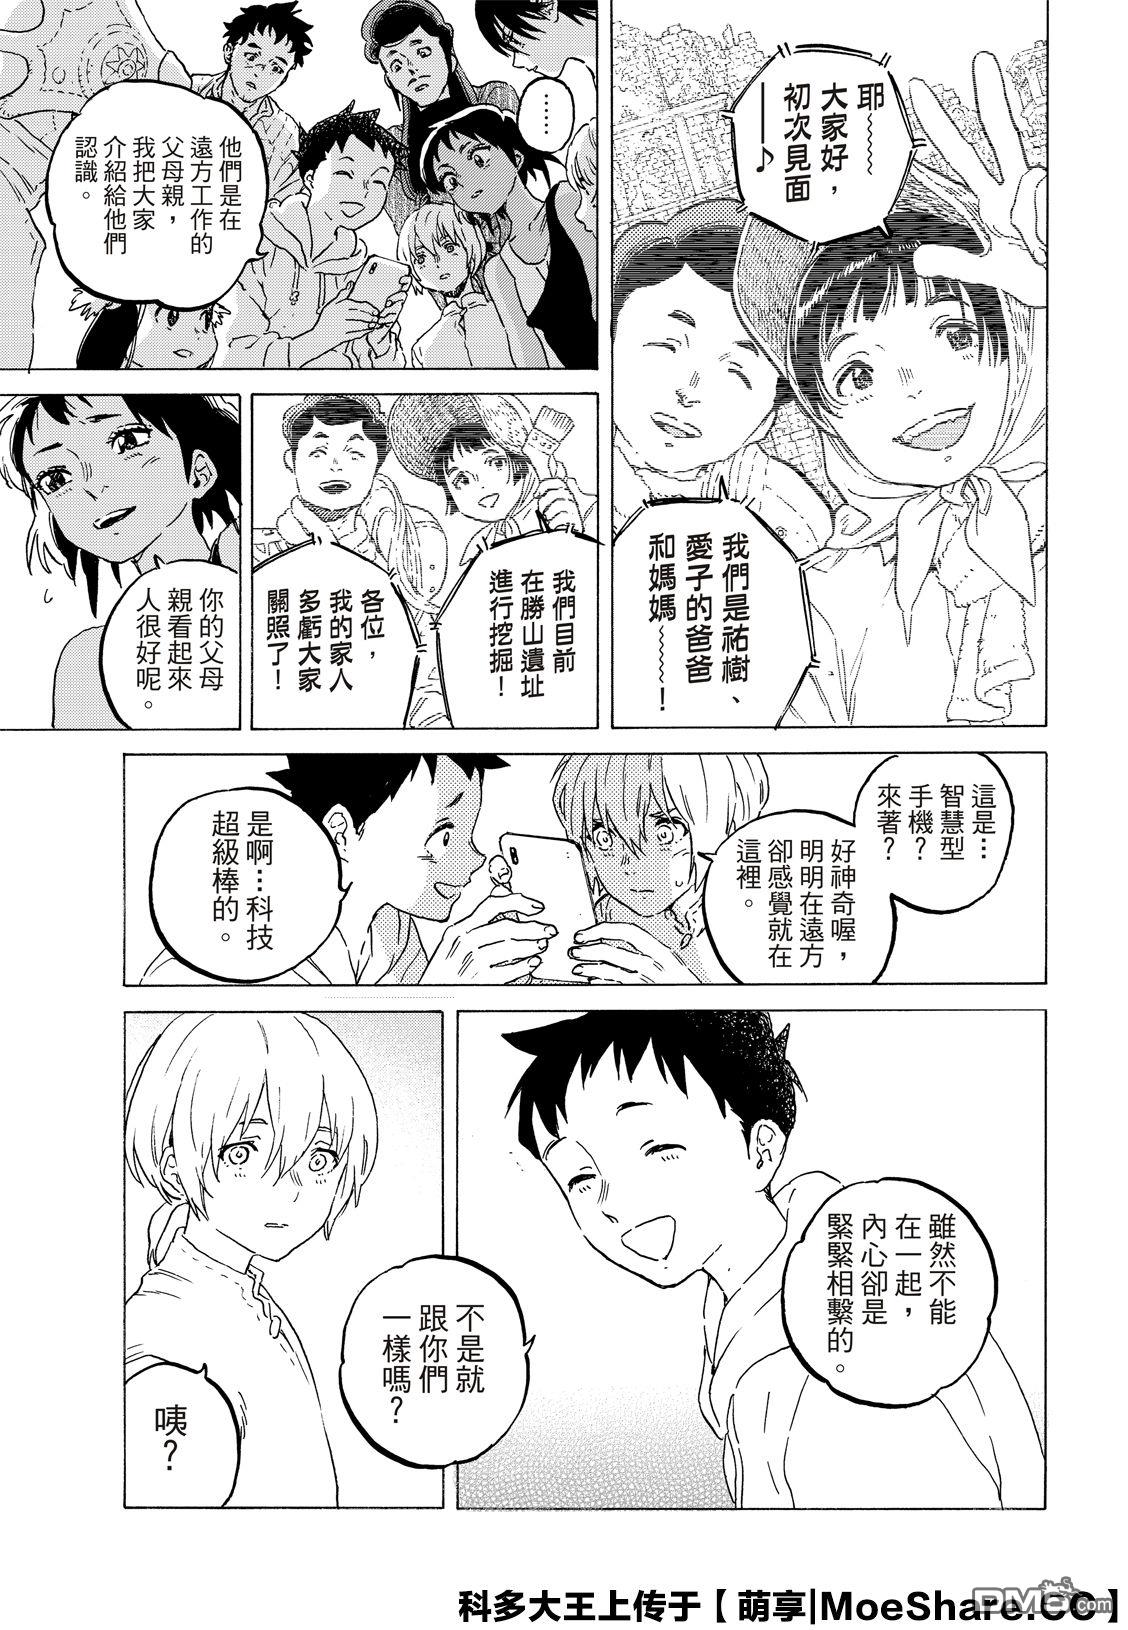 耶~~~~
大家好，
初次見面
——♪
我們是祐樹、
愛子的爸爸
和媽媽~~~~！
……
他們是在
遠方工作的
父母親，
我把大家
介紹給他們
認識。
我們目前
在勝山遺址
進行挖掘！
各位，
我的家人
多虧大家
關照了！
你的父母
親看起來
人很好呢。
這是…
智慧型
手機？
來著？
好神奇喔，
明明在遠方
卻感覺就在
這裡。
是啊…科技
超級棒的。
雖然不能
在一起，
內心卻是
緊緊相繫的。
不是就
跟你們
一樣嗎？
咦？
科多大王上传于【萌享|MoeShare.CC】